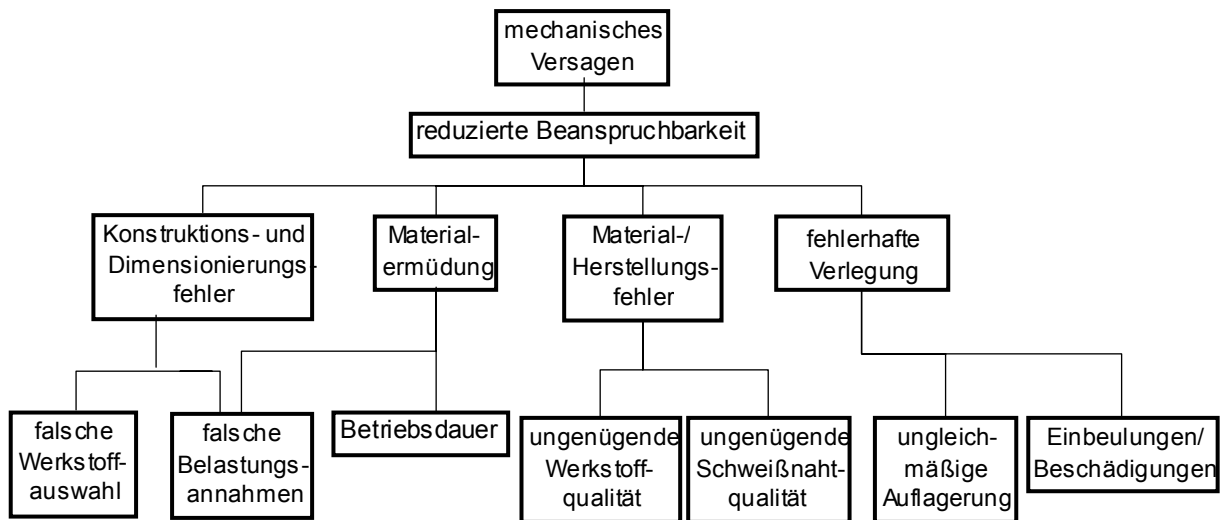 mechanisches
Versagen
reduzierte Beanspruchbarkeit
Konstruktions- und
Dimensionierungs-
fehler
Material-
ermüdung
Material-/
Herstellungs-
fehler
fehlerhafte
Verlegung
falsche
Werkstoff-
auswahl
falsche
Belastungs-
annahmen
Betriebsdauer
ungenügende
Werkstoff-
qualität
ungenügende
Schweißnaht-
qualität
ungleich-
mäßige
Auflagerung
Einbeulungen/
Beschädigungen